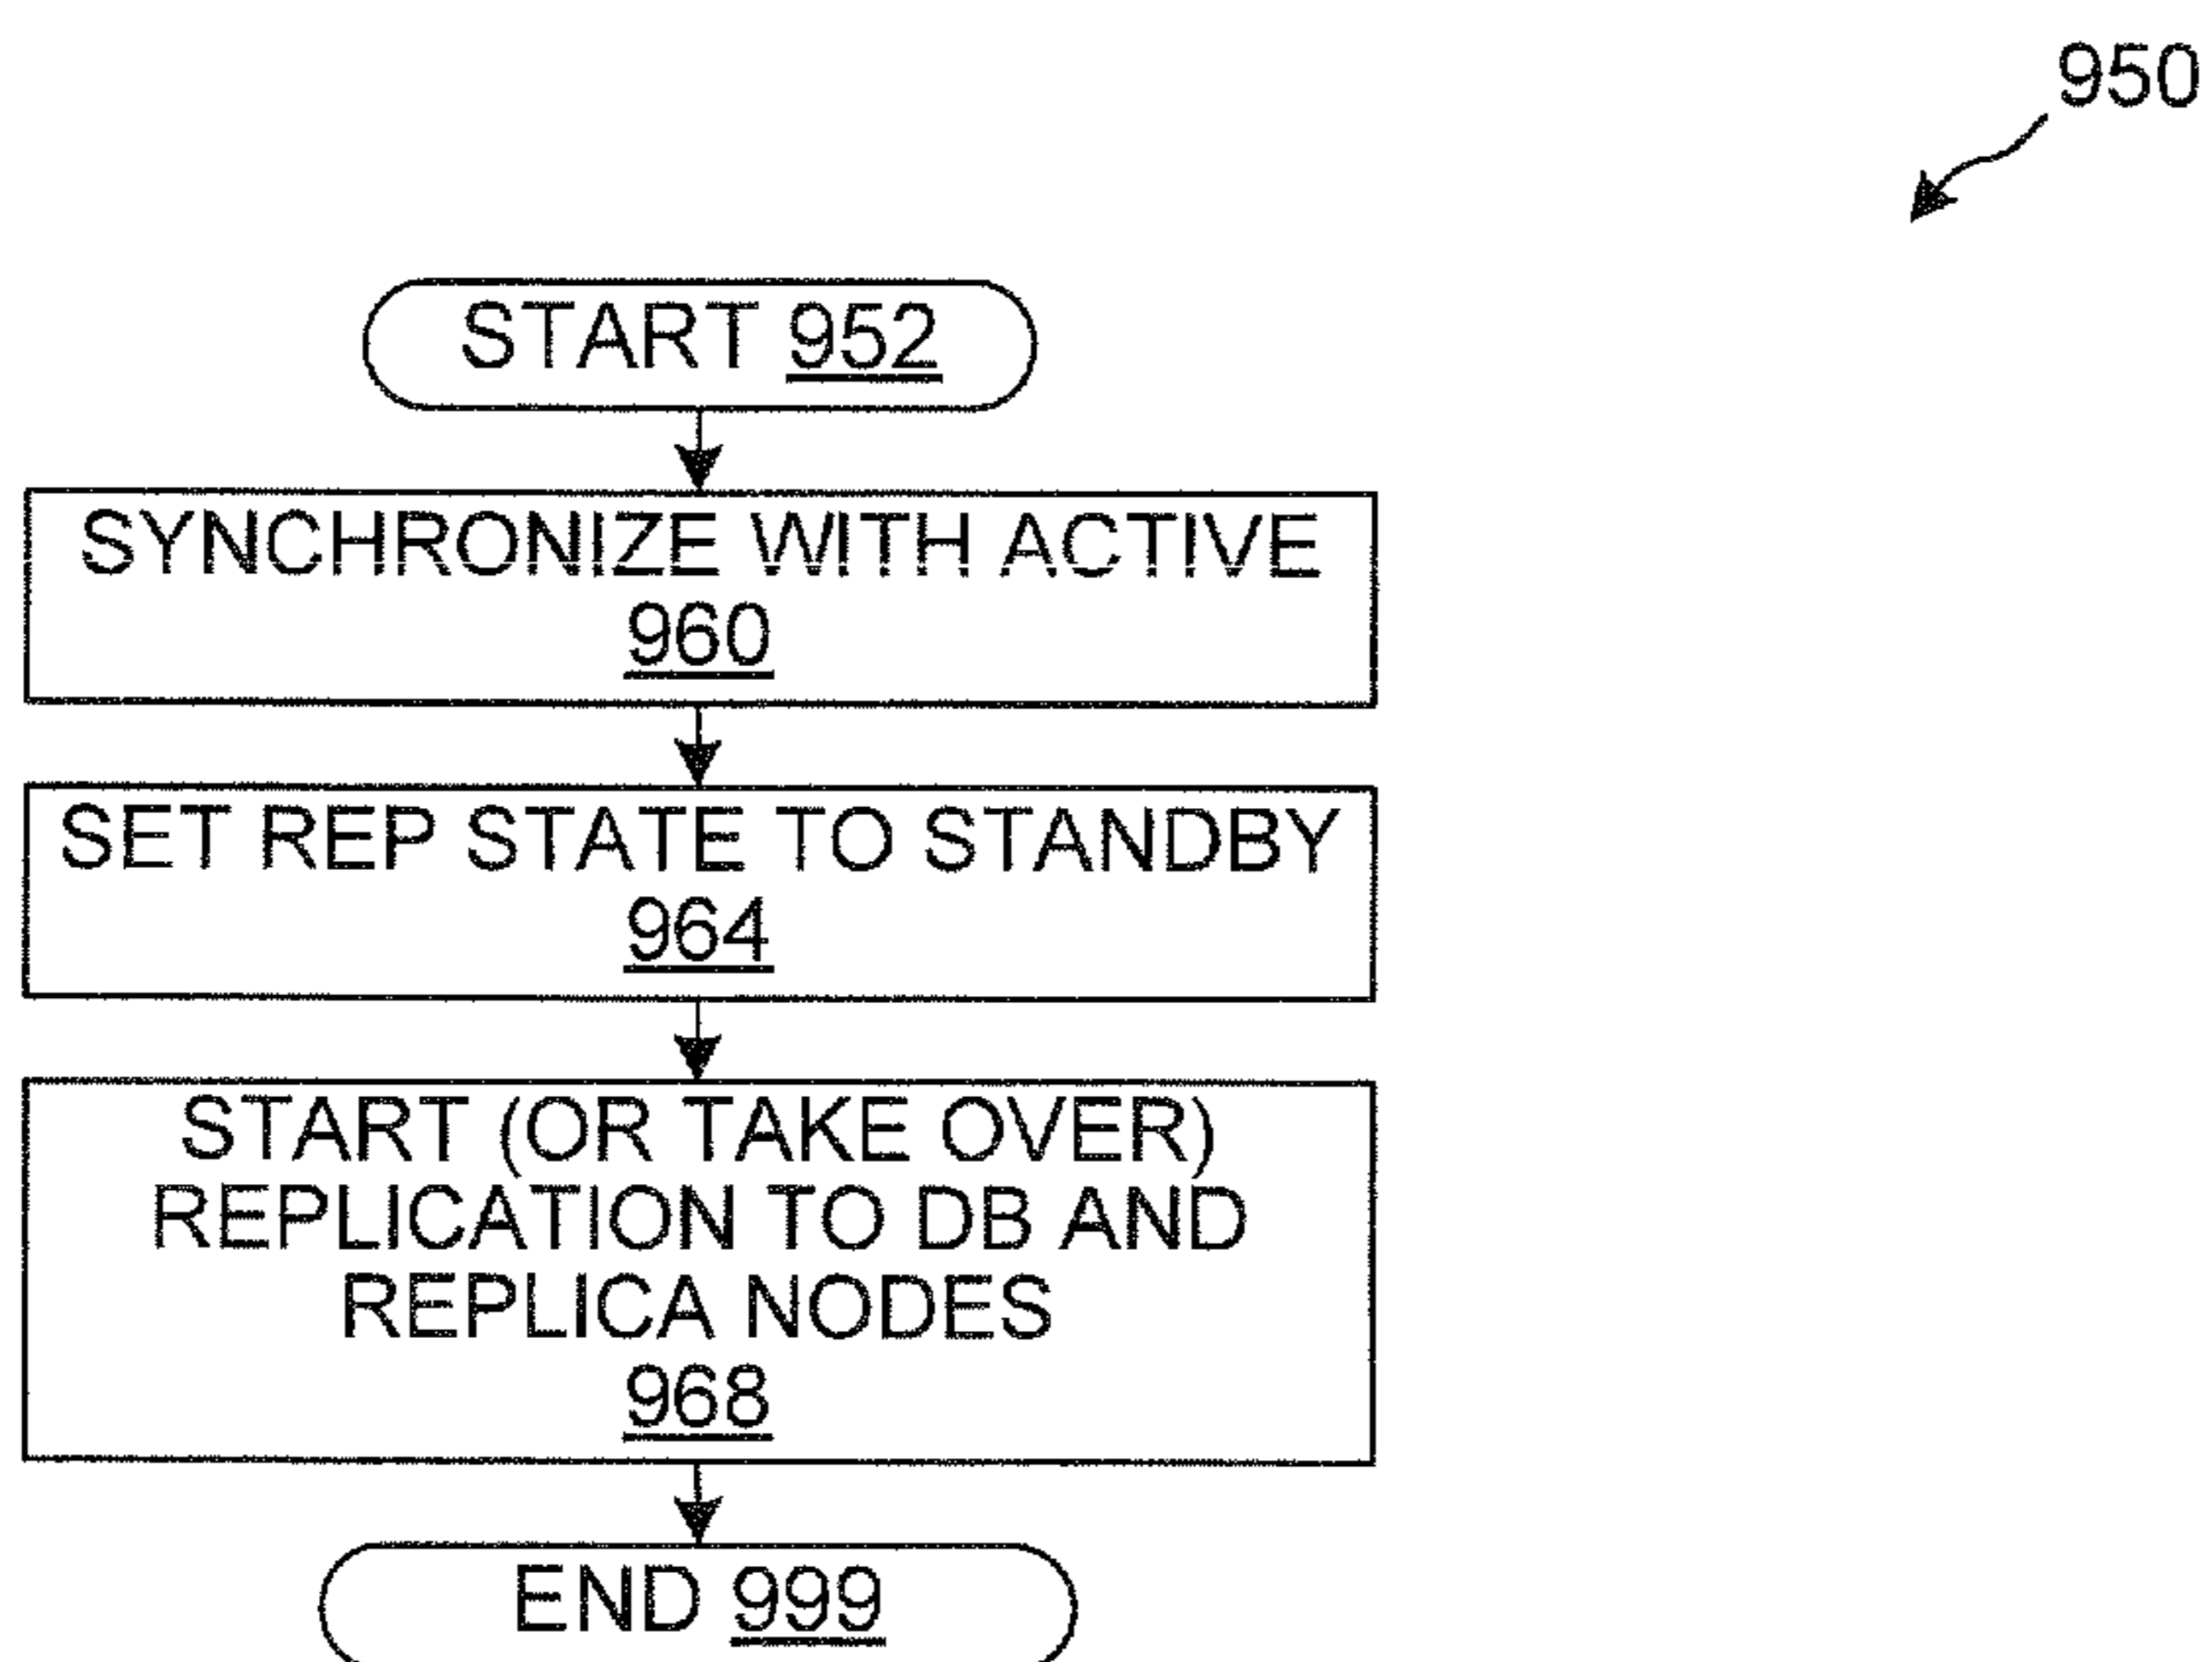 950
START 952
SYNCHRONIZE WITH ACTIVE
960
SET REP STATE TO STANDBY
964
START (OR TAKE OVER)
REPLICATION TO DB AND
REPLICA NODES
968
END 999